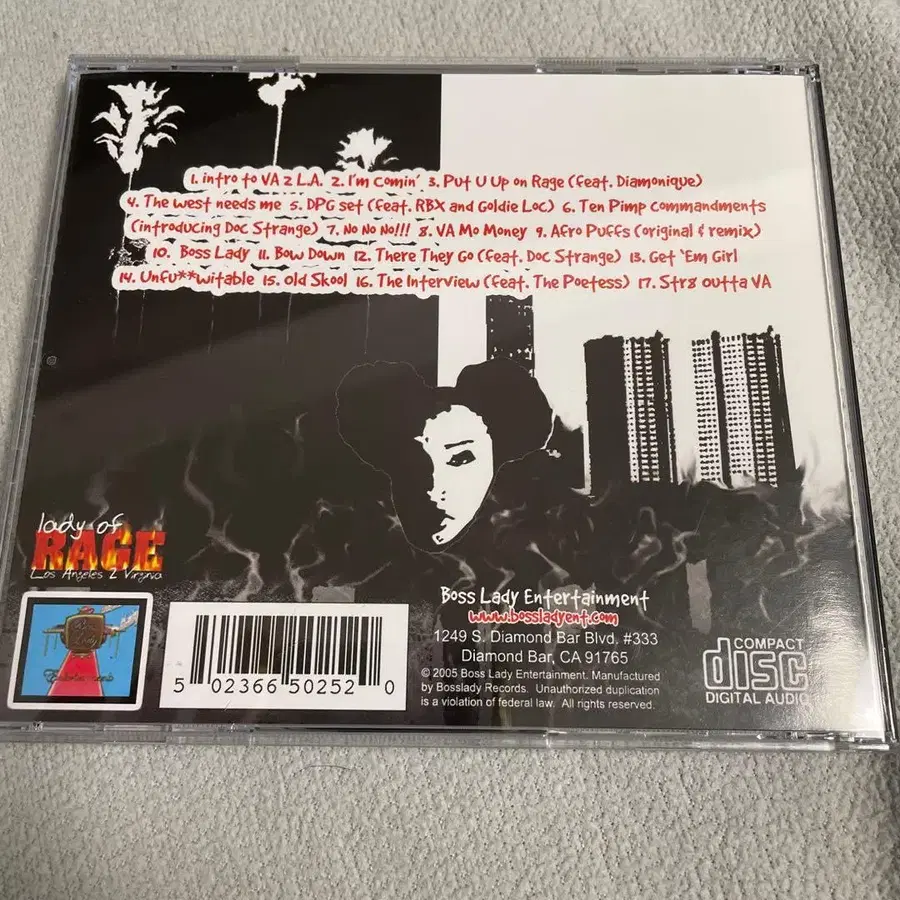 1. intro to VA 2 L.A. 2. I'm Comin' 3. Put U Up on Rage (feat. Diamonique)
4. The west needs me 5. DPG set (feat. RBX and Goldie Loc) 6. Ten Pimp Commandments
(introducing Doc Strange) 7. No No No!!! 8. VA Mo Money 9. Afro Puffs (original & remix)
10. Boss Lady 11. Bow Down 12. There They Go (feat. Doc Strange) 13. Get 'Em Girl
14. Unfu**witable 15. Old Skool 16. The Interview (feat. The Poetess) 17. Str8 outta VA
lady of
RAGE
Los Angeles 2 Virginia
Boss Lady Entertainment
www.bossladyent.com
1249 S. Diamond Bar Blvd. #333
Diamond Bar, CA 91765
© 2005 Boss Lady Entertainment. Manufactured
by Bosslady Records. Unauthorized duplication
is a violation of federal law. All rights reserved.
5 02366 50252 0
COMPACT
disc
DIGITAL AUDIO